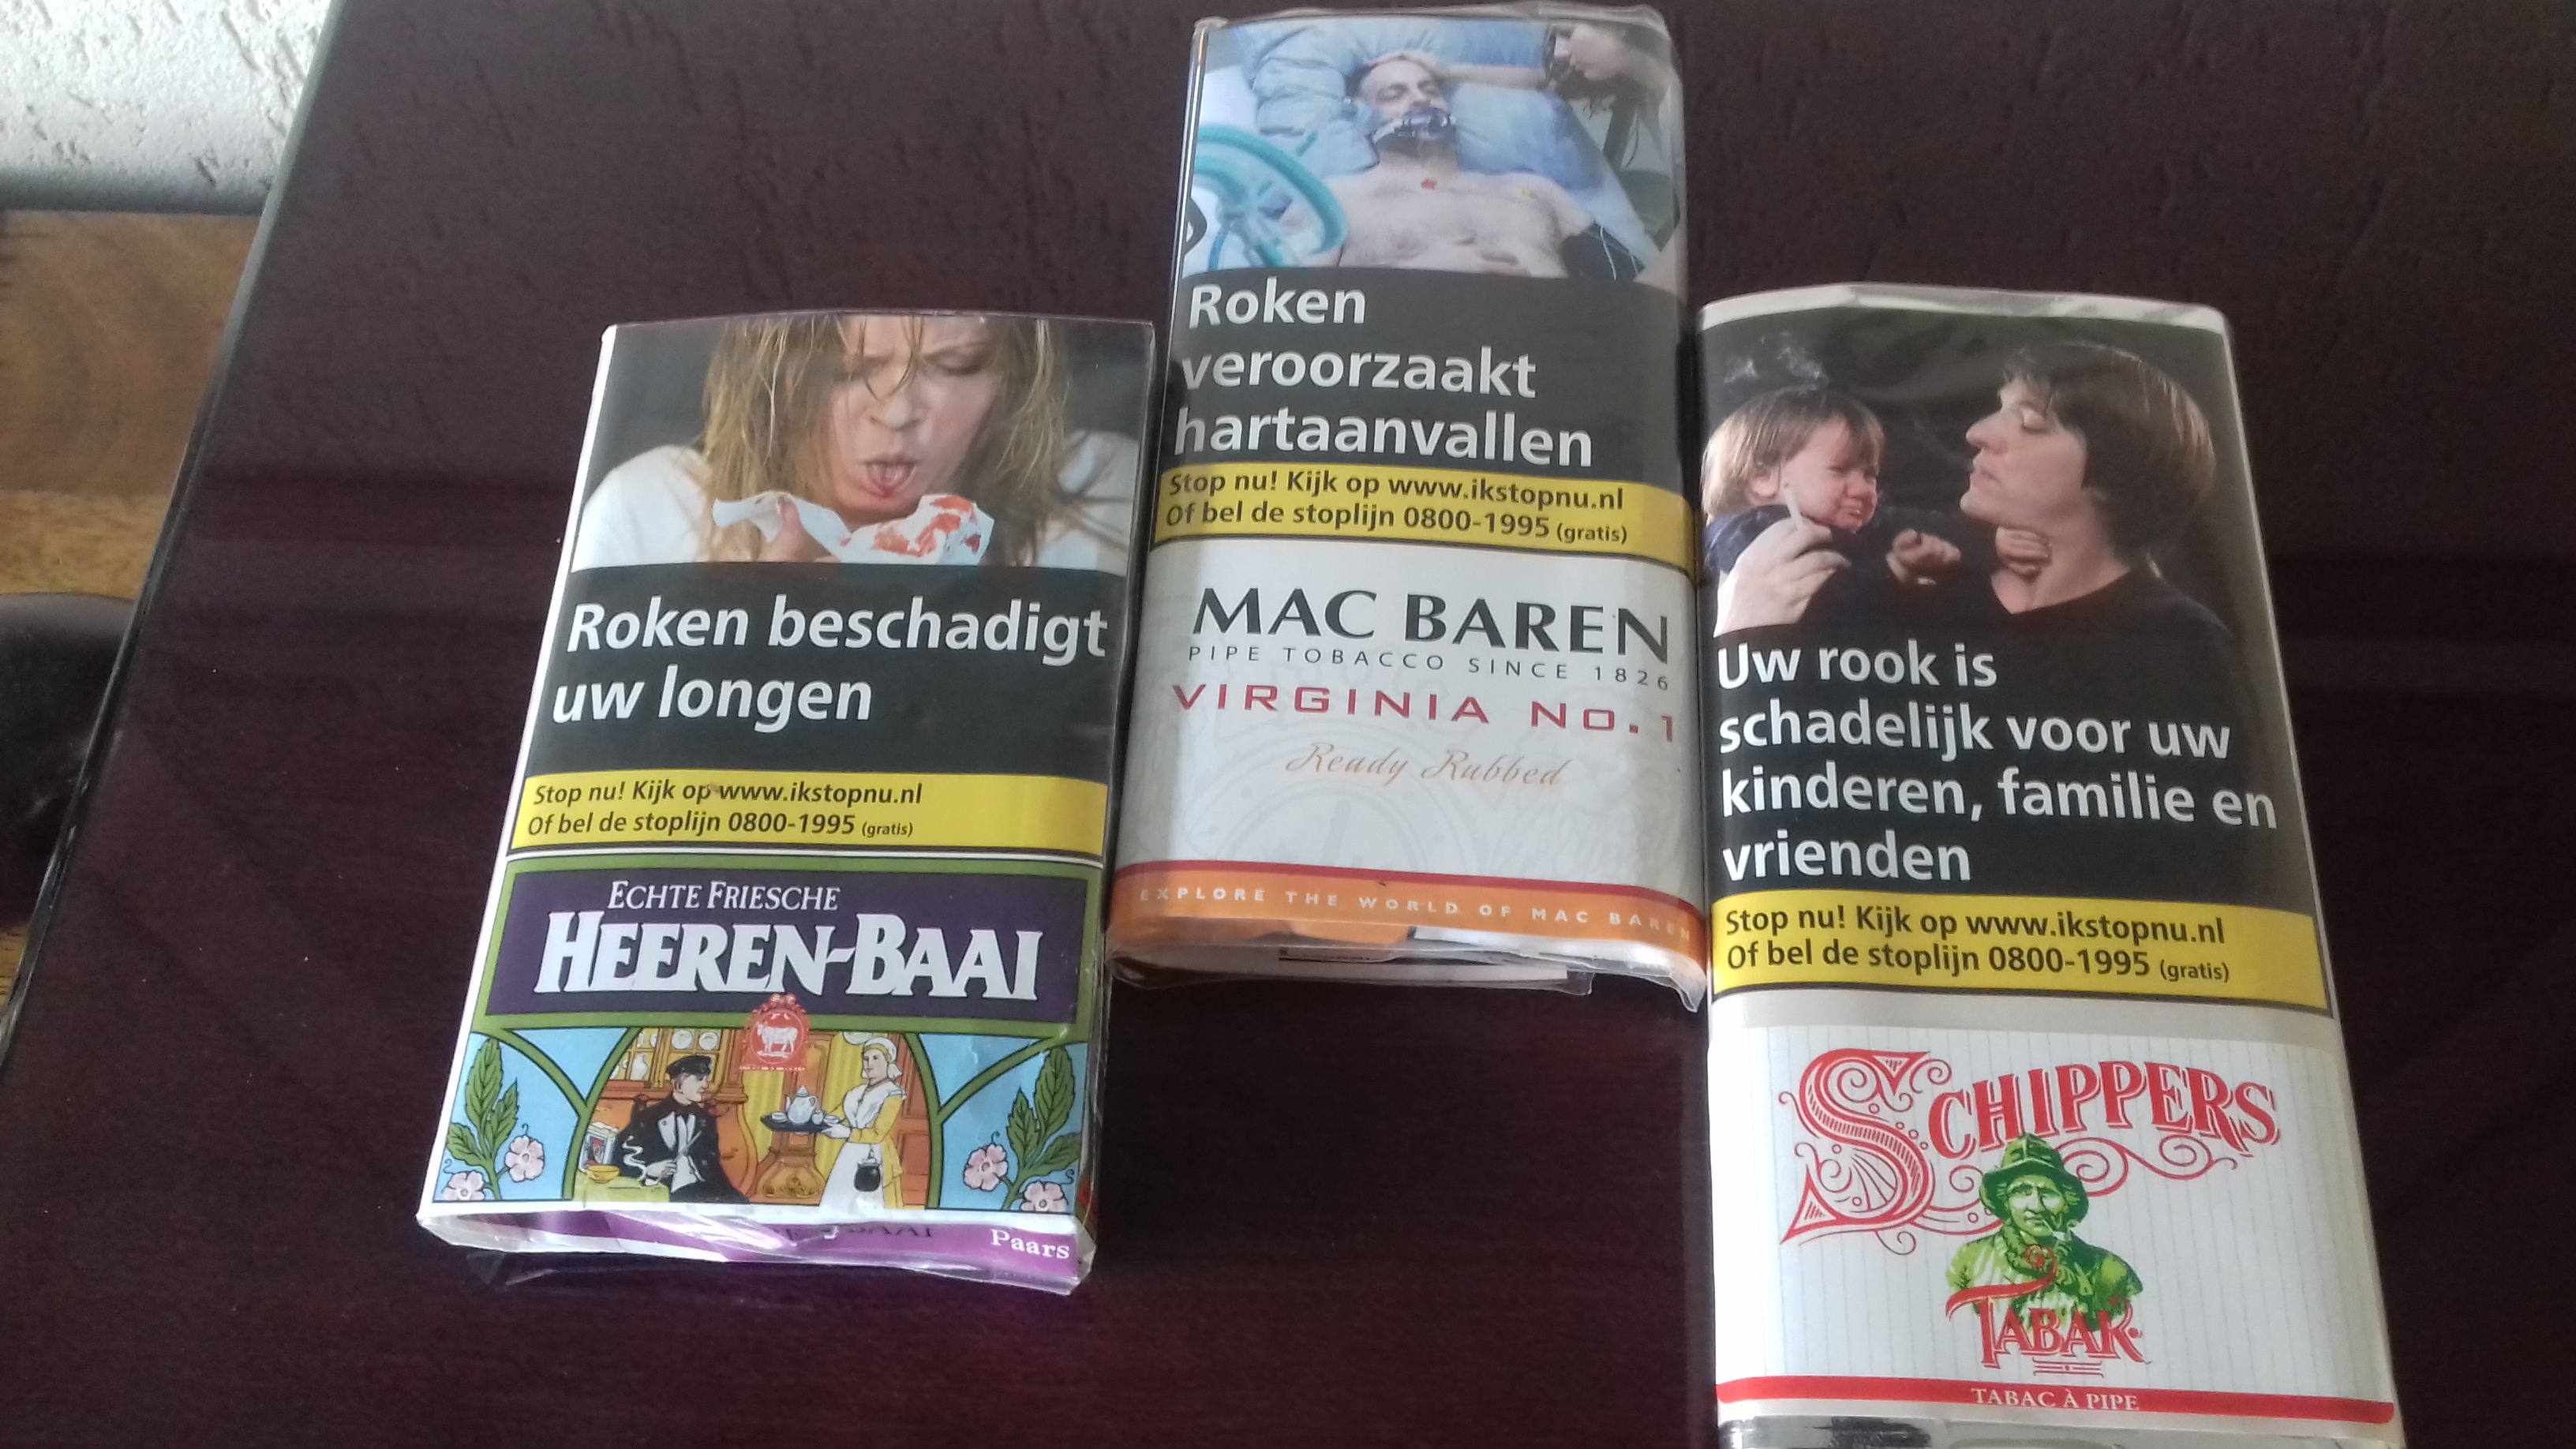 Roken beschadigt
uw longen
Stop nu! Kijk op www.ikstopnu.nl
Of bel de stoplijn 0800-1995 (gratis)
ECHTE FRIESCHE
HEEREN-BAAI
BAAI
Paars
Roken
veroorzaakt
hartaanvallen
Stop nu! Kijk op www.ikstopnu.nl
Of bel de stoplijn 0800-1995 (gratis)
MAC BAREN
PIPE TOBACCO SINCE 1826
VIRGINIA NO.1
Ready Rubbed
EXPLORE THE WORLD OF MAC BAREN
Uw rook is
schadelijk voor uw
kinderen, familie en
vrienden
Stop nu! Kijk op www.ikstopnu.nl
Of bel de stoplijn 0800-1995 (gratis)
SCHIPPERS
TABAK
TABAC À PIPE